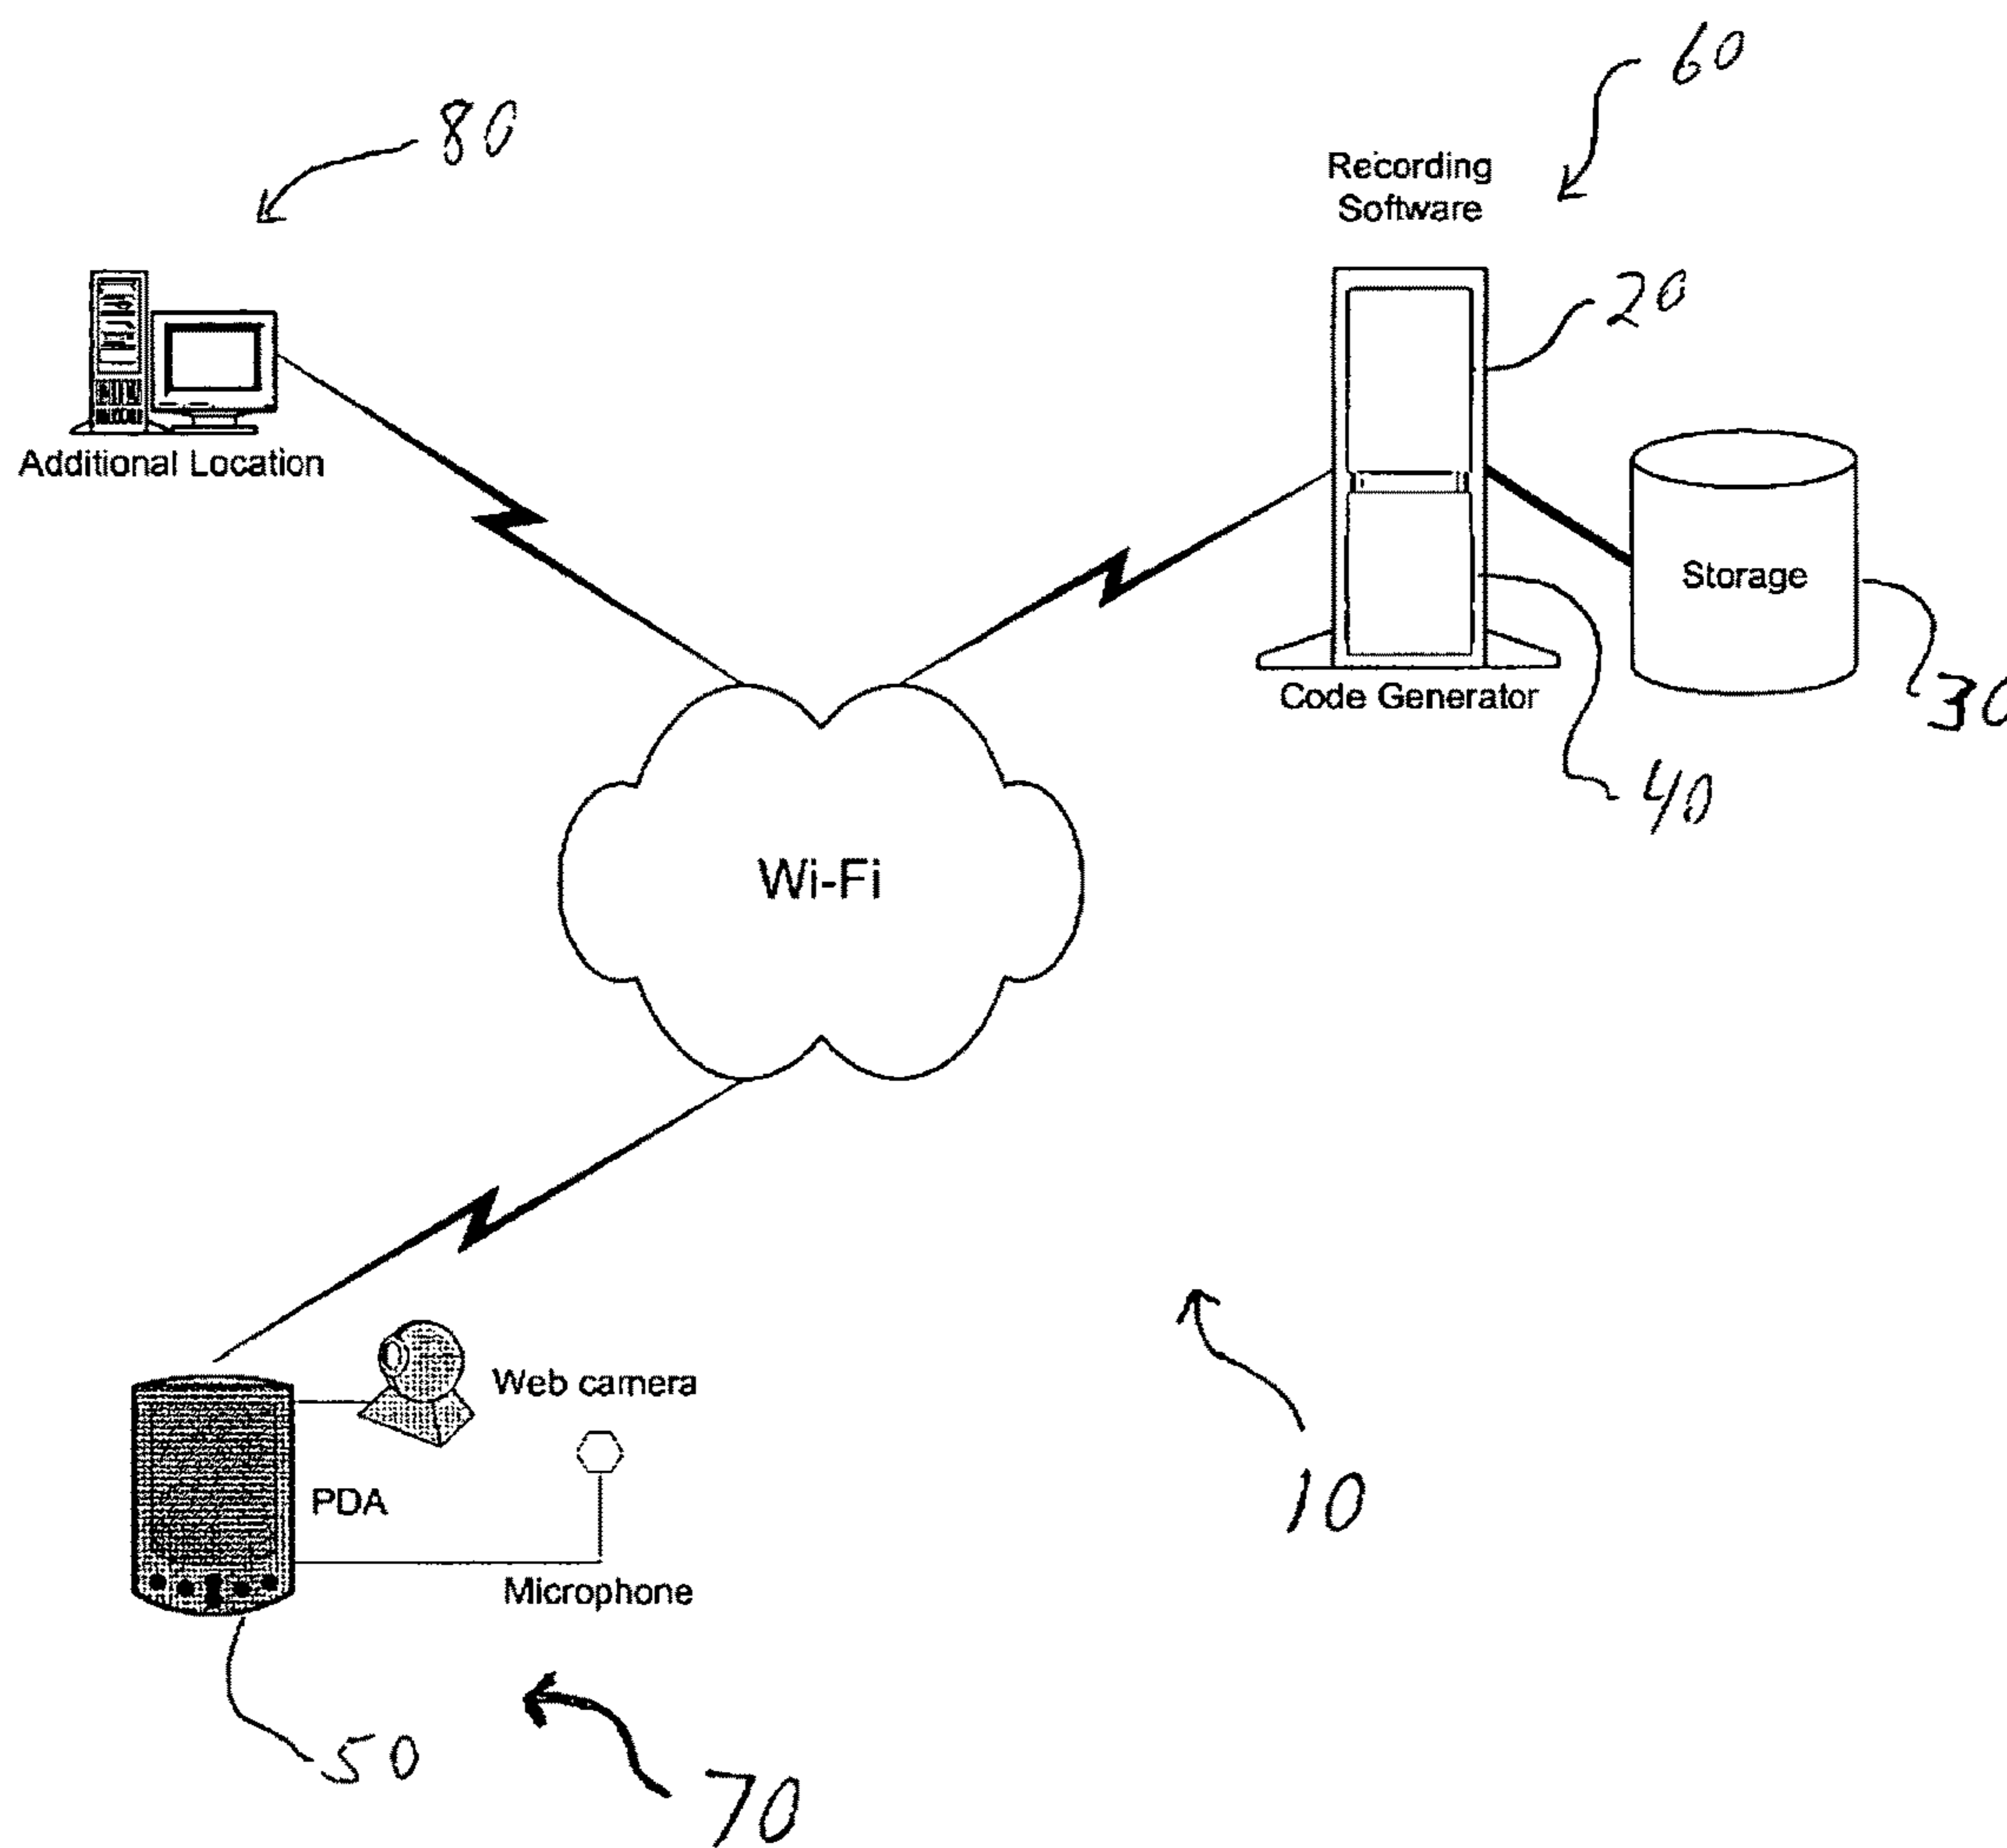 60
80
Recording
Software
20
Additional Location
Storage
Code Generator
30
40
Wi-Fi
Web camera
PDA
10
Microphone
50
70